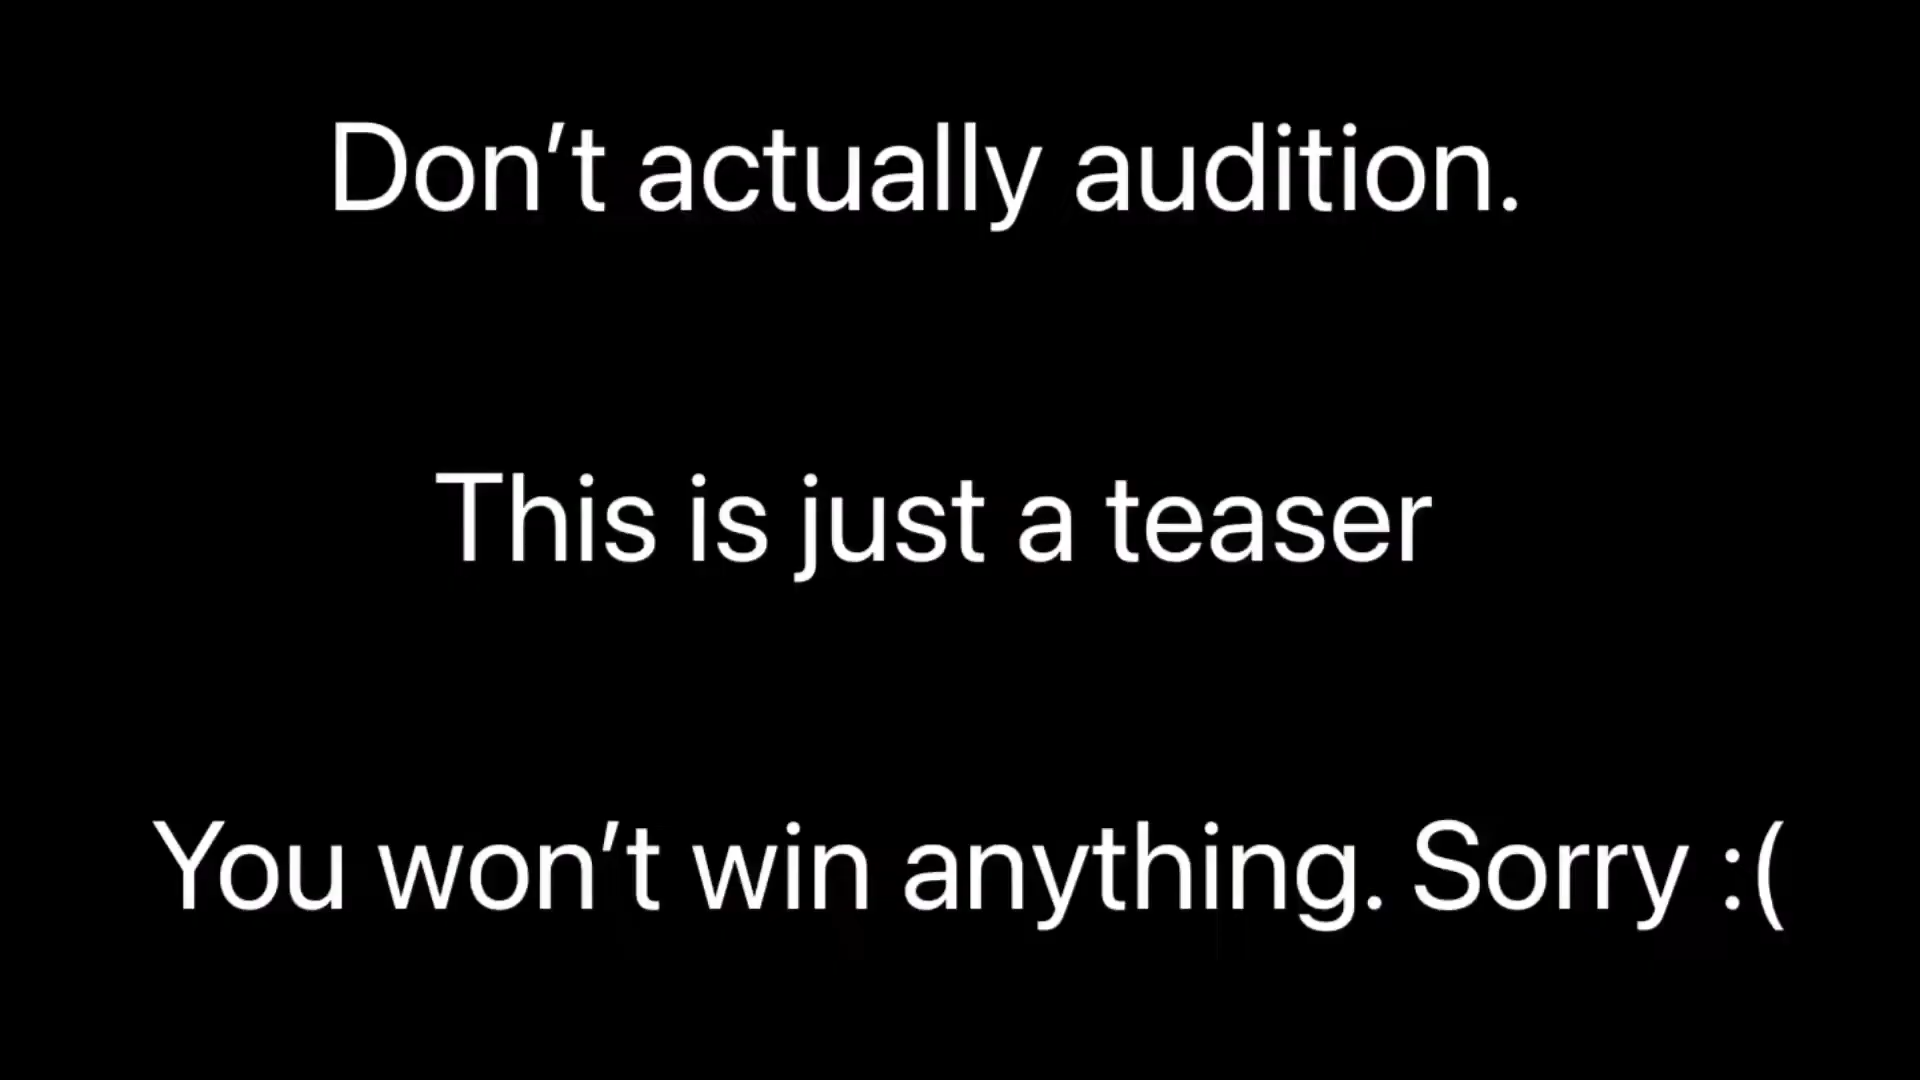 Don’t actually audition.
This is just a teaser
You won’t win anything. Sorry :(